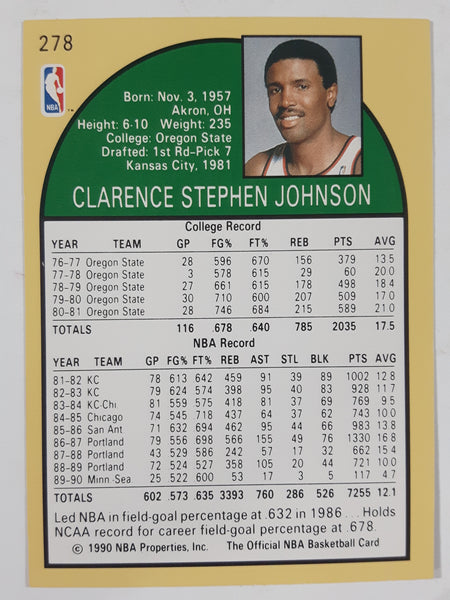 278
NBA
Born: Nov. 3, 1957
Akron, OH
Height: 6-10 Weight: 235
College: Oregon State
Drafted: 1st Rd-Pick 7
Kansas City, 1981
CLARENCE STEPHEN JOHNSON
College Record
YEAR TEAM GP FG% FT% REB PTS AVG
76-77 Oregon State 28 596 670 156 379 13.5
77-78 Oregon State 3 578 615 29 60 20.0
78-79 Oregon State 27 661 615 178 498 18.4
79-80 Oregon State 30 710 600 207 509 17.0
80-81 Oregon State 28 746 684 215 589 21.0
TOTALS 116 .678 .640 785 2035 17.5
NBA Record
YEAR TEAM GP FG% FT% REB AST STL BLK PTS AVG
81-82 KC 78 613 642 459 91 39 89 1002 12.8
82-83 KC 79 624 574 398 95 40 83 928 11.7
83-84 KC-Chi 81 559 575 418 81 37 69 769 9.5
84-85 Chicago 74 545 718 437 64 37 62 743 10.0
85-86 San Ant 71 632 694 462 95 44 66 983 13.8
86-87 Portland 79 556 698 566 155 49 76 1330 16.8
87-88 Portland 43 529 586 242 57 17 32 662 15.4
88-89 Portland 72 524 527 358 105 20 44 721 10.0
89-90 Minn-Sea 25 522 600 53 17 3 5 117 4.7
TOTALS 602 .573 .635 3393 760 286 526 7255 12.1
Led NBA in field-goal percentage at .632 in 1986... Holds
NCAA record for career field-goal percentage at .678.
© 1990 NBA Properties, Inc. The Official NBA Basketball Card